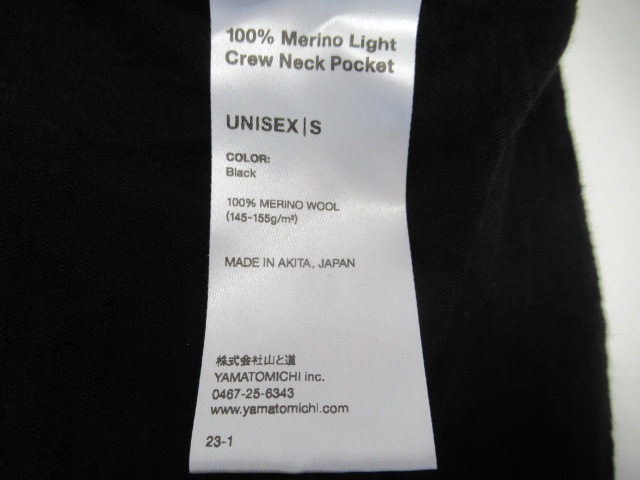 100% Merino Light
Crew Neck Pocket
UNISEX|S
COLOR:
Black
100% MERINO WOOL
(145-155g/m²)
MADE IN AKITA, JAPAN
株式会社山と道
YAMATOMICHI inc.
0467-25-6343
www.yamatomichi.com
23-1